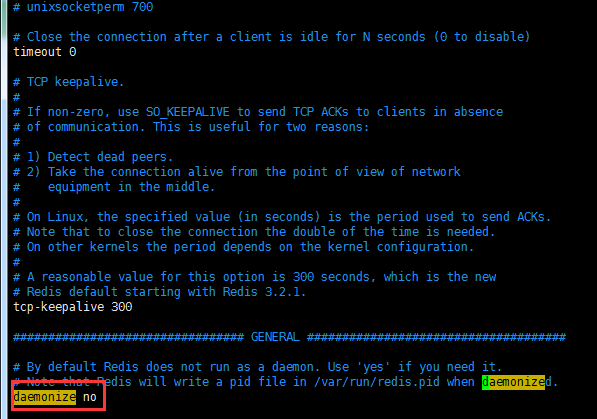 # unixsocketperm 700
# Close the connection after a client is idle for N seconds (0 to disable)
timeout 0
# TCP keepalive.
#
# If non-zero, use SO_KEEPALIVE to send TCP ACKs to clients in absence
# of communication. This is useful for two reasons:
#
# 1) Detect dead peers.
# 2) Take the connection alive from the point of view of network
#    equipment in the middle.
#
# On Linux, the specified value (in seconds) is the period used to send ACKs.
# Note that to close the connection the double of the time is needed.
# On other kernels the period depends on the kernel configuration.
#
# A reasonable value for this option is 300 seconds, which is the new
# Redis default starting with Redis 3.2.1.
tcp-keepalive 300
################################# GENERAL #####################################
# By default Redis does not run as a daemon. Use 'yes' if you need it.
# Note that Redis will write a pid file in /var/run/redis.pid when daemonized.
daemonize no